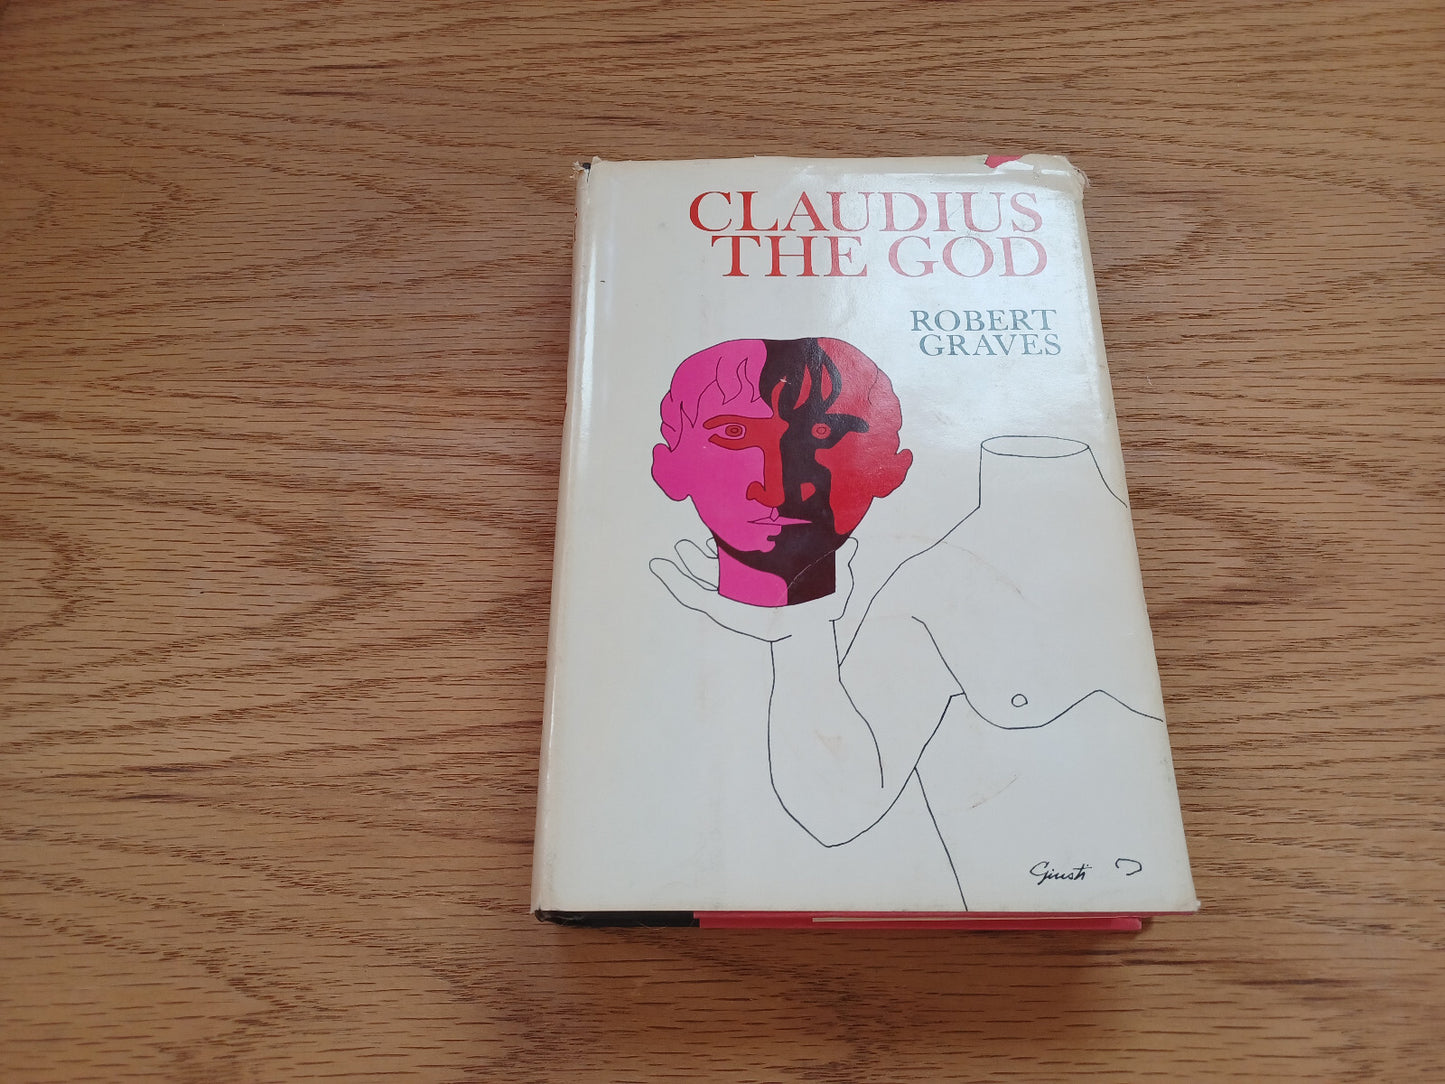 CLAUDIUS
THE GOD
ROBERT
GRAVES
Giusti